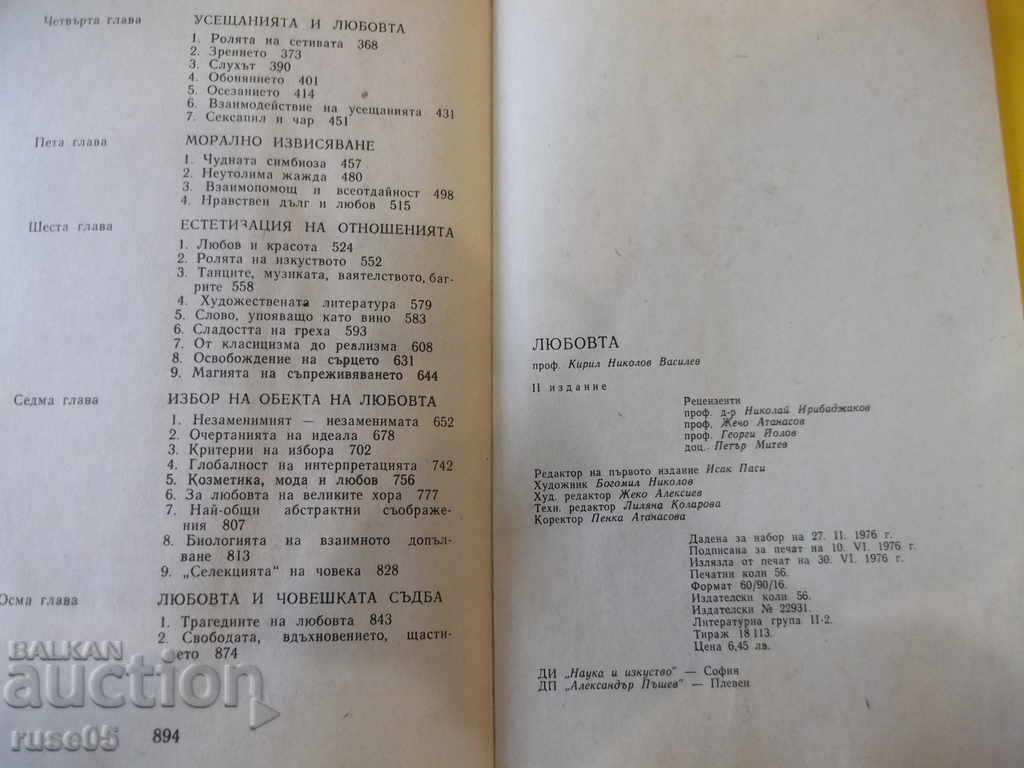 Четвърта глава УСЕЩАНИЯТА И ЛЮБОВТА
1. Ролята на сетивата 368
2. Зрението 373
3. Слухът 390
4. Обонянието 401
5. Осезанието 414
6. Взаимодействие на усещанията 431
7. Сексапил и чар 451
Пета глава МОРАЛНО ИЗВИСЯВАНЕ
1. Чудната симбиоза 457
2. Неутолима жажда 480
3. Взаимопомощ и всеотдайност 498
4. Нравствен дълг и любов 515
Шеста глава ЕСТЕТИЗАЦИЯ НА ОТНОШЕНИЯТА
1. Любов и красота 524
2. Ролята на изкуството 552
3. Танците, музиката, ваятелството, баг-
рите 558
4. Художествената литература 579
5. Слово, упояващо като вино 583
6. Сладостта на греха 593
7. От класицизма до реализма 608
8. Освобождение на сърцето 631
9. Магията на съпреживяването 644
Седма глава ИЗБОР НА ОБЕКТА НА ЛЮБОВТА
1. Незаменимият — незаменимата 652
2. Очертанията на идеала 678
3. Критерии на избора 702
4. Глобалност на интерпретацията 742
5. Козметика, мода и любов 756
6. За любовта на великите хора 777
7. Най-общи абстрактни съображе-
ния 807
8. Биологията на взаимното допъл-
ване 813
9. „Селекцията" на човека 828
Осма глава ЛЮБОВТА И ЧОВЕШКАТА СЪДБА
1. Трагедиите на любовта 843
2. Свободата, вдъхновението, щасти-
ето 874
894
ЛЮБОВТА
проф. Кирил Николов Василев
II издание
Рецензенти
проф. д-р Николай Ирибаджаков
проф. Жечо Атанасов
проф. Георги Йолов
доц. Петър Митев
Редактор на първото издание Исак Паси
Художник Богомил Николов
Худ. редактор Жеко Алексиев
Техн. редактор Лиляна Коларова
Коректор Пенка Атанасова
Дадена за набор на 27. II. 1976 г.
Подписана за печат на 10. VI. 1976 г.
Излязла от печат на 30. VI. 1976 г.
Печатни коли 56.
Формат 60/90/16.
Издателски коли 56.
Издателски № 22931.
Литературна група II-2.
Тираж 18 113.
Цена 6,45 лв.
ДИ „Наука и изкуство" — София
ДП „Александър Пъшев" — Плевен
BALKAN
auction
ruse05